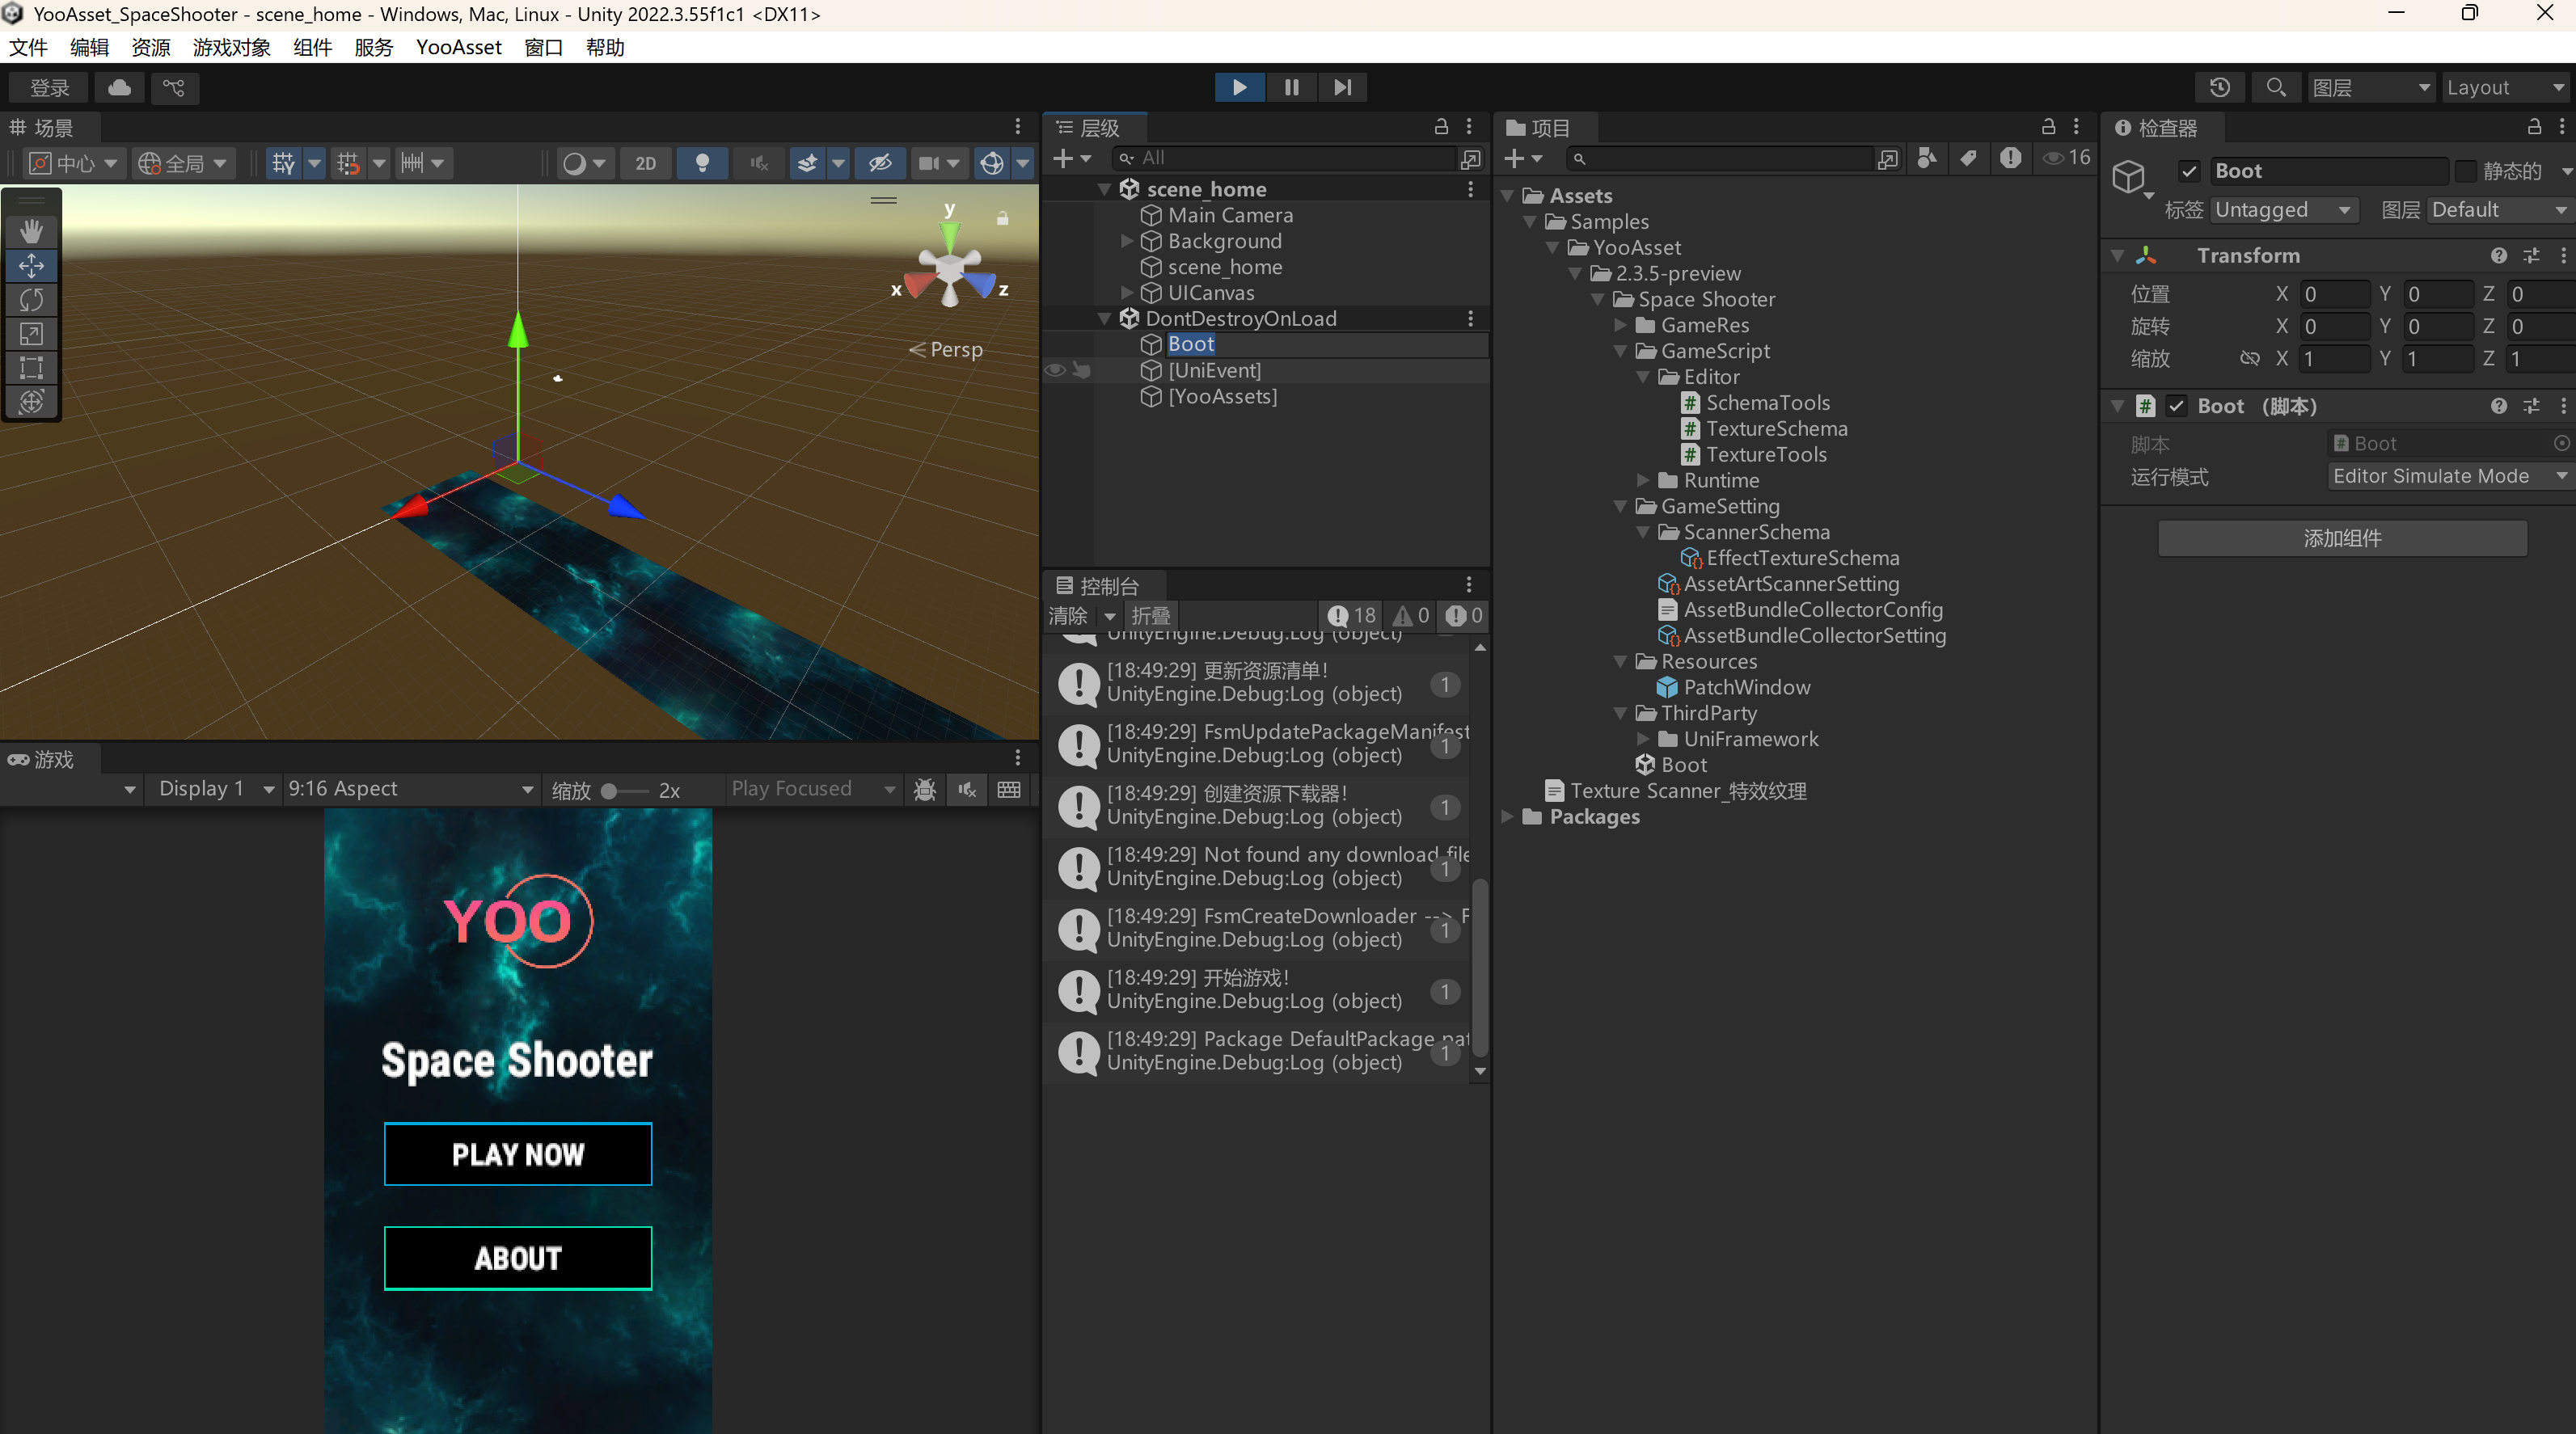 YooAsset_SpaceShooter - scene_home - Windows, Mac, Linux - Unity 2022.3.55f1c1 <DX11>
文件 编辑 资源 游戏对象 组件 服务 YooAsset 窗口 帮助
登录
图层
Layout
场景
中心
全局
2D
y
x
z
Persp
层级
All
scene_home
Main Camera
Background
scene_home
UICanvas
DontDestroyOnLoad
Boot
[UniEvent]
[YooAssets]
控制台
清除
折叠
18
0
0
UnityEngine.Debug:Log (object)
[18:49:29] 更新资源清单!
UnityEngine.Debug:Log (object)
1
[18:49:29] FsmUpdatePackageManifest
UnityEngine.Debug:Log (object)
1
[18:49:29] 创建资源下载器!
UnityEngine.Debug:Log (object)
1
[18:49:29] Not found any download file
UnityEngine.Debug:Log (object)
1
[18:49:29] FsmCreateDownloader --> F
UnityEngine.Debug:Log (object)
1
[18:49:29] 开始游戏!
UnityEngine.Debug:Log (object)
1
[18:49:29] Package DefaultPackage pat
UnityEngine.Debug:Log (object)
1
项目
16
Assets
Samples
YooAsset
2.3.5-preview
Space Shooter
GameRes
GameScript
Editor
SchemaTools
TextureSchema
TextureTools
Runtime
GameSetting
ScannerSchema
EffectTextureSchema
AssetArtScannerSetting
AssetBundleCollectorConfig
AssetBundleCollectorSetting
Resources
PatchWindow
ThirdParty
UniFramework
Boot
Texture Scanner_特效纹理
Packages
检查器
Boot
静态的
标签 Untagged 图层 Default
Transform
位置 X 0 Y 0 Z 0
旋转 X 0 Y 0 Z 0
缩放 X 1 Y 1 Z 1
Boot （脚本）
脚本 Boot
运行模式 Editor Simulate Mode
添加组件
游戏
Display 1
9:16 Aspect
缩放
2x
Play Focused
YOO
Space Shooter
PLAY NOW
ABOUT